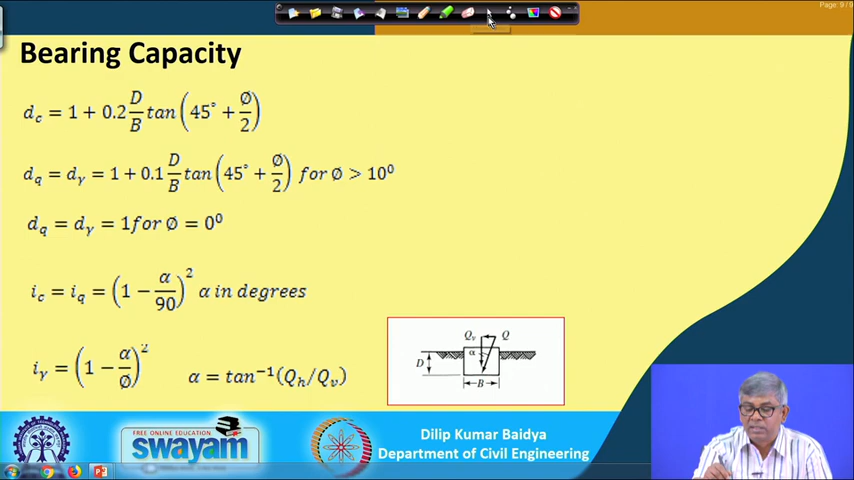 Page: 9/9
Bearing Capacity
d_c = 1 + 0.2 D/B tan (45° + Ø/2)
d_q = d_γ = 1 + 0.1 D/B tan (45° + Ø/2) for Ø > 10⁰
d_q = d_γ = 1 for Ø = 0⁰
i_c = i_q = (1 − α/90)² α in degrees
i_γ = (1 − α/Ø)²
α = tan⁻¹(Q_h/Q_v)
Q_v Q
α
D
B
FREE ONLINE EDUCATION
swayam
Dilip Kumar Baidya
Department of Civil Engineering